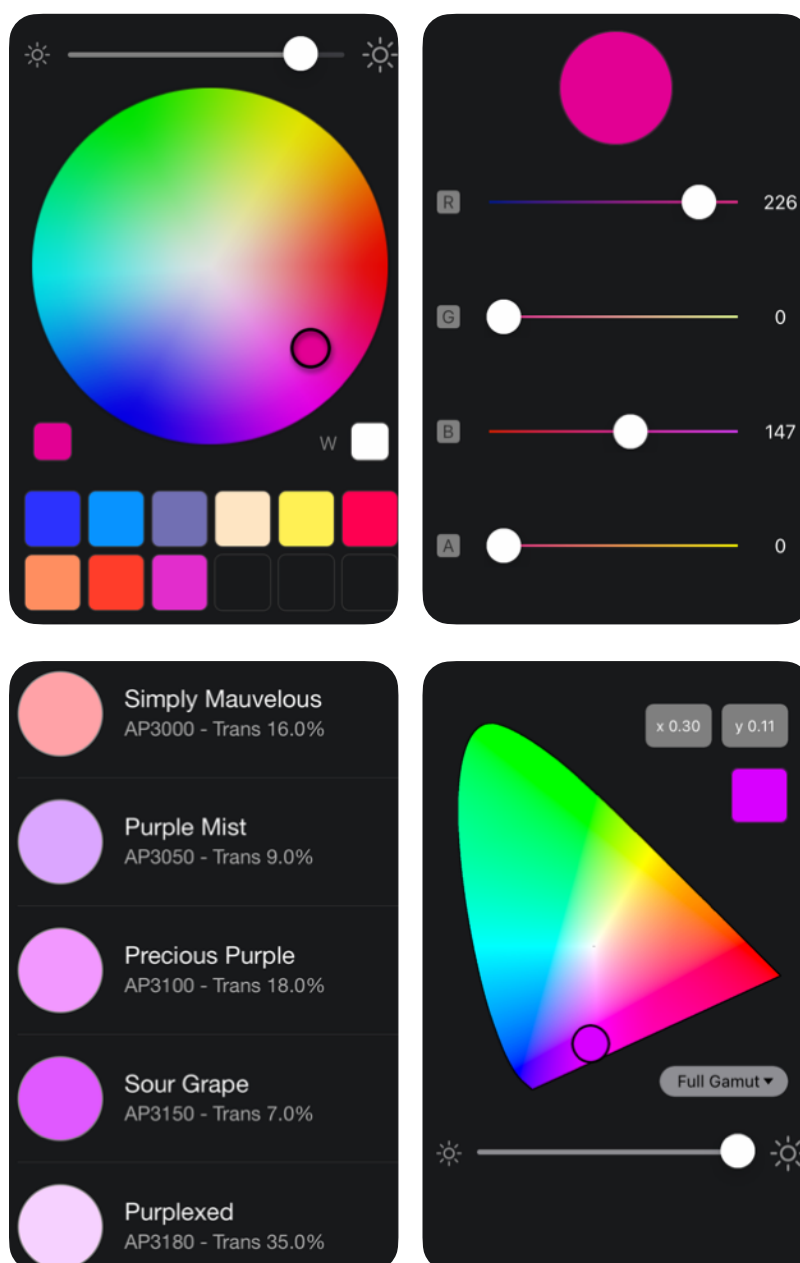 W
R
226
G
0
B
147
A
0
Simply Mauvelous
AP3000 - Trans 16.0%
Purple Mist
AP3050 - Trans 9.0%
Precious Purple
AP3100 - Trans 18.0%
Sour Grape
AP3150 - Trans 7.0%
Purplexed
AP3180 - Trans 35.0%
x 0.30
y 0.11
Full Gamut